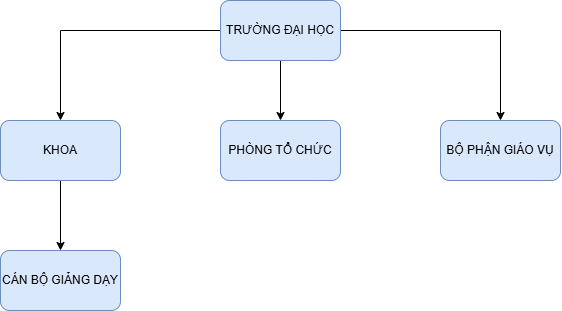 TRƯỜNG ĐẠI HỌC
KHOA
PHÒNG TỔ CHỨC
BỘ PHẬN GIÁO VỤ
CÁN BỘ GIẢNG DẠY